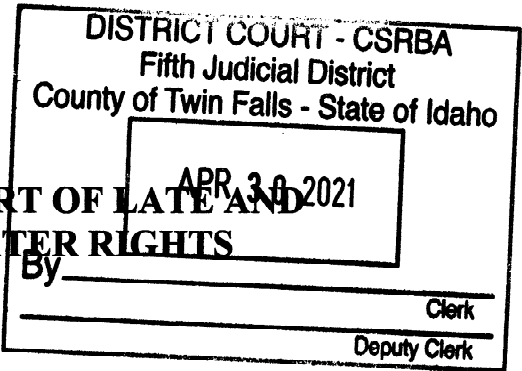 DISTRICT COURT - CSRBA
Fifth Judicial District
County of Twin Falls - State of Idaho
APR 30 2021
RT OF LATE AND
TER RIGHTS
By
Clerk
Deputy Clerk